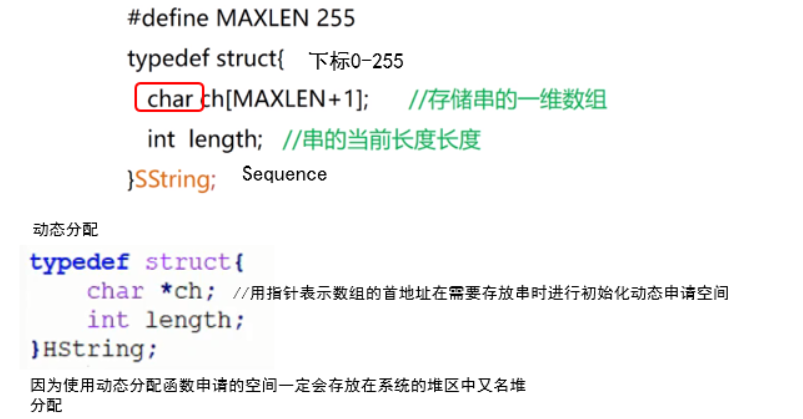 #define MAXLEN 255
typedef struct{ 下标0-255
char ch[MAXLEN+1]; //存储串的一维数组
int length; //串的当前长度长度
}SString; Sequence
动态分配
typedef struct{
char *ch; //用指针表示数组的首地址在需要存放串时进行初始化动态申请空间
int length;
}HString;
因为使用动态分配函数申请的空间一定会存放在系统的堆区中又名堆
分配